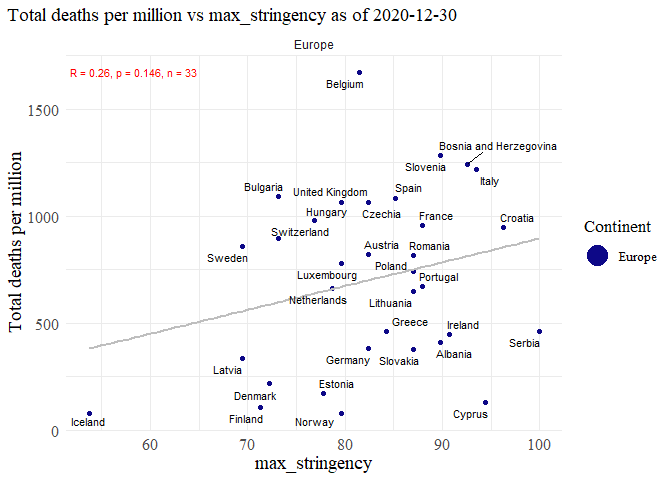 Total deaths per million vs max_stringency as of 2020-12-30
Europe
R = 0.26, p = 0.146, n = 33
Belgium
Bosnia and Herzegovina
Slovenia
Italy
Bulgaria
United Kingdom
Spain
Hungary
Czechia
France
Croatia
Switzerland
Sweden
Austria
Romania
Luxembourg
Poland
Portugal
Netherlands
Lithuania
Greece
Ireland
Serbia
Germany
Slovakia
Albania
Latvia
Denmark
Estonia
Finland
Norway
Iceland
Cyprus
1500
1000
500
0
60
70
80
90
100
max_stringency
Total deaths per million
Continent
Europe